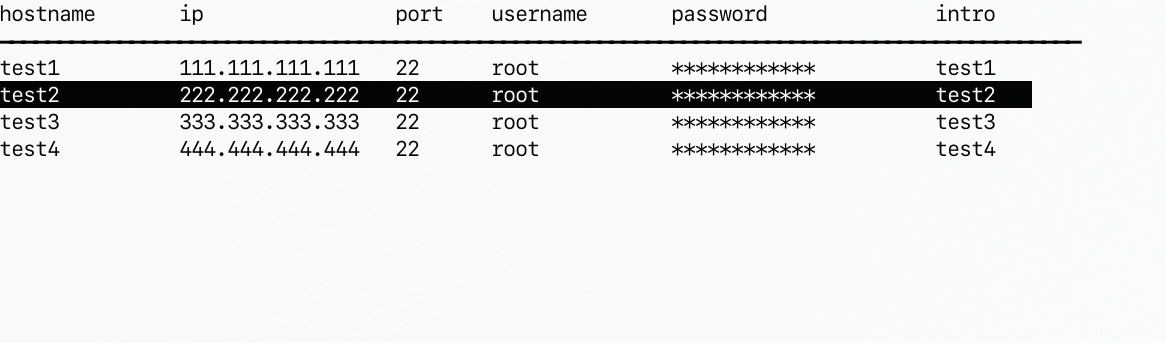 hostname ip port username password intro
test1 111.111.111.111 22 root ************ test1
test2 222.222.222.222 22 root ************ test2
test3 333.333.333.333 22 root ************ test3
test4 444.444.444.444 22 root ************ test4